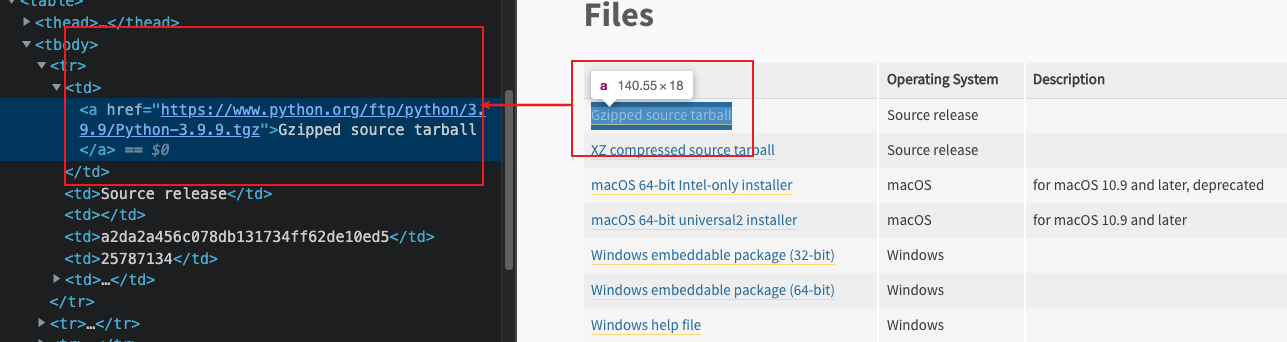 <table>
<thead>…</thead>
<tbody>
<tr>
<td>
<a href="https://www.python.org/ftp/python/3.
9.9/Python-3.9.9.tgz">Gzipped source tarball
</a> == $0
</td>
<td>Source release</td>
<td></td>
<td>a2da2a456c078db131734ff62de10ed5</td>
<td>25787134</td>
<td>…</td>
</tr>
<tr>…</tr>
<tr>…</tr>
Files
a 140.55 × 18
Operating System Description
Gzipped source tarball Source release
XZ compressed source tarball Source release
macOS 64-bit Intel-only installer macOS for macOS 10.9 and later, deprecated
macOS 64-bit universal2 installer macOS for macOS 10.9 and later
Windows embeddable package (32-bit) Windows
Windows embeddable package (64-bit) Windows
Windows help file Windows